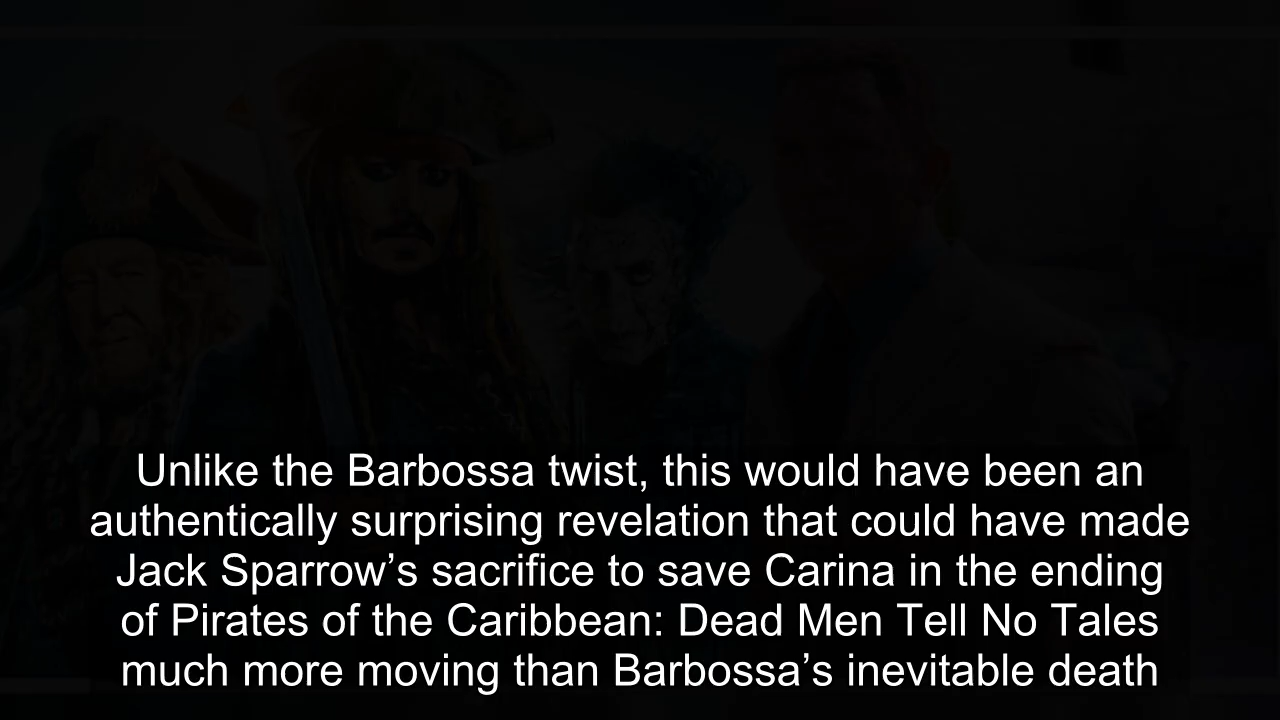 Unlike the Barbossa twist, this would have been an
authentically surprising revelation that could have made
Jack Sparrow’s sacrifice to save Carina in the ending
of Pirates of the Caribbean: Dead Men Tell No Tales
much more moving than Barbossa’s inevitable death